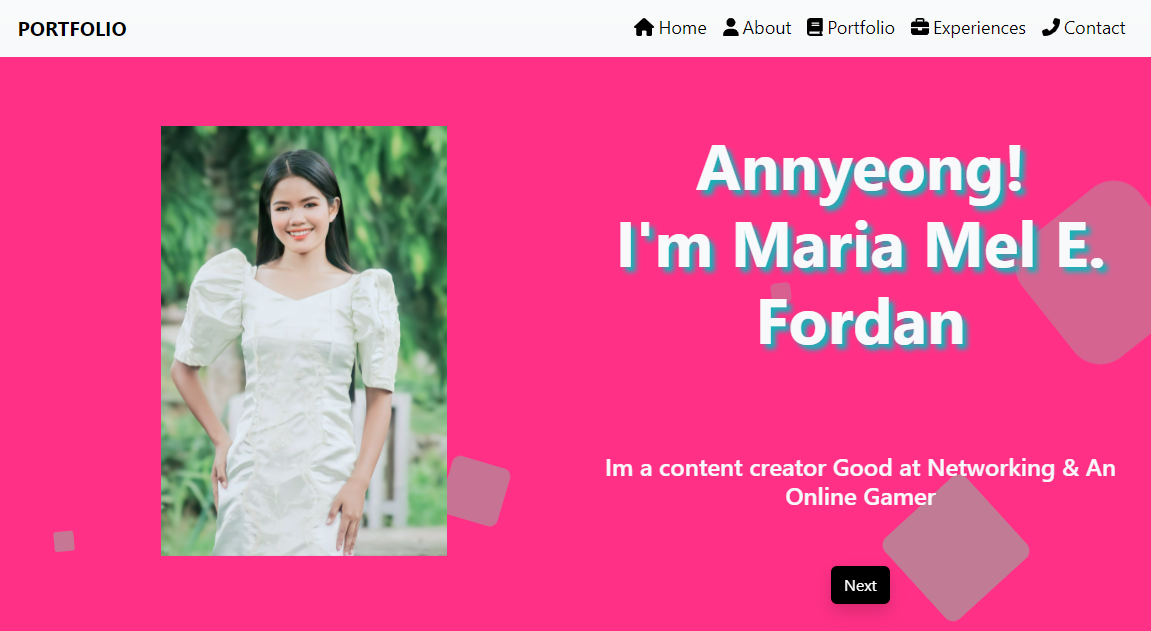 PORTFOLIO
Home About Portfolio Experiences Contact
Annyeong!
I'm Maria Mel E.
Fordan
Im a content creator Good at Networking & An
Online Gamer
Next